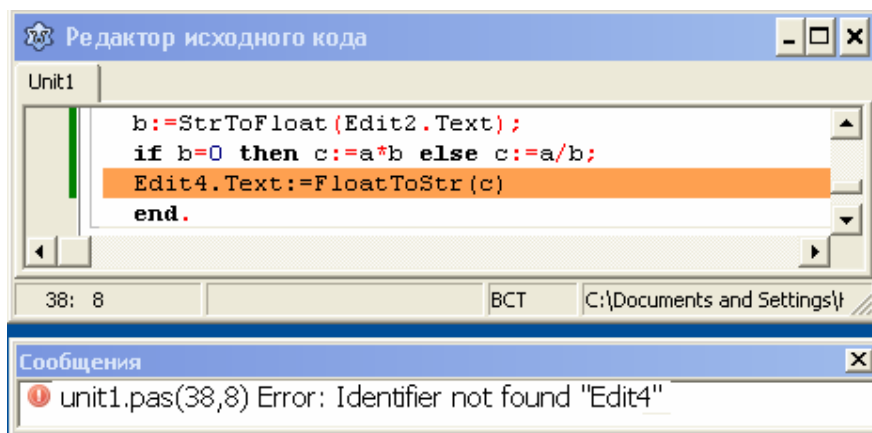 Редактор исходного кода
Unit1
b:=StrToFloat(Edit2.Text);
if b=0 then c:=a*b else c:=a/b;
Edit4.Text:=FloatToStr(c)
end.
38: 8 ВСТ C:\Documents and Settings\
Сообщения
unit1.pas(38,8) Error: Identifier not found "Edit4"